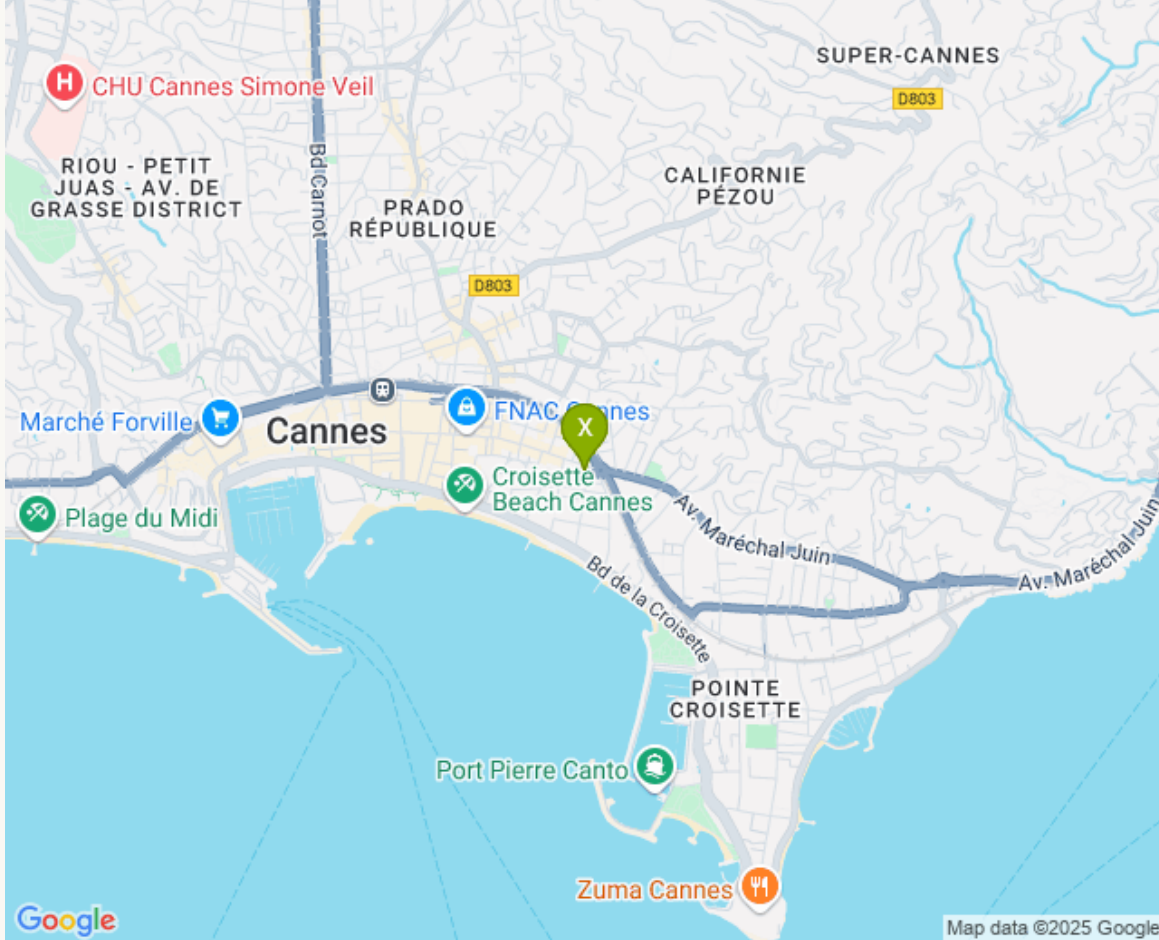 SUPER-CANNES
H
CHU Cannes Simone Veil
D803
RIOU - PETIT
JUAS - AV. DE
GRASSE DISTRICT
Bd Carnot
CALIFORNIE
PÉZOU
PRADO
RÉPUBLIQUE
D803
Marché Forville
Cannes
FNAC Cannes
X
Croisette
Beach Cannes
Plage du Midi
Av. Maréchal Juin
Av. Maréchal Juin
Bd de la Croisette
POINTE
CROISETTE
Port Pierre Canto
Zuma Cannes
Google
Map data ©2025 Google